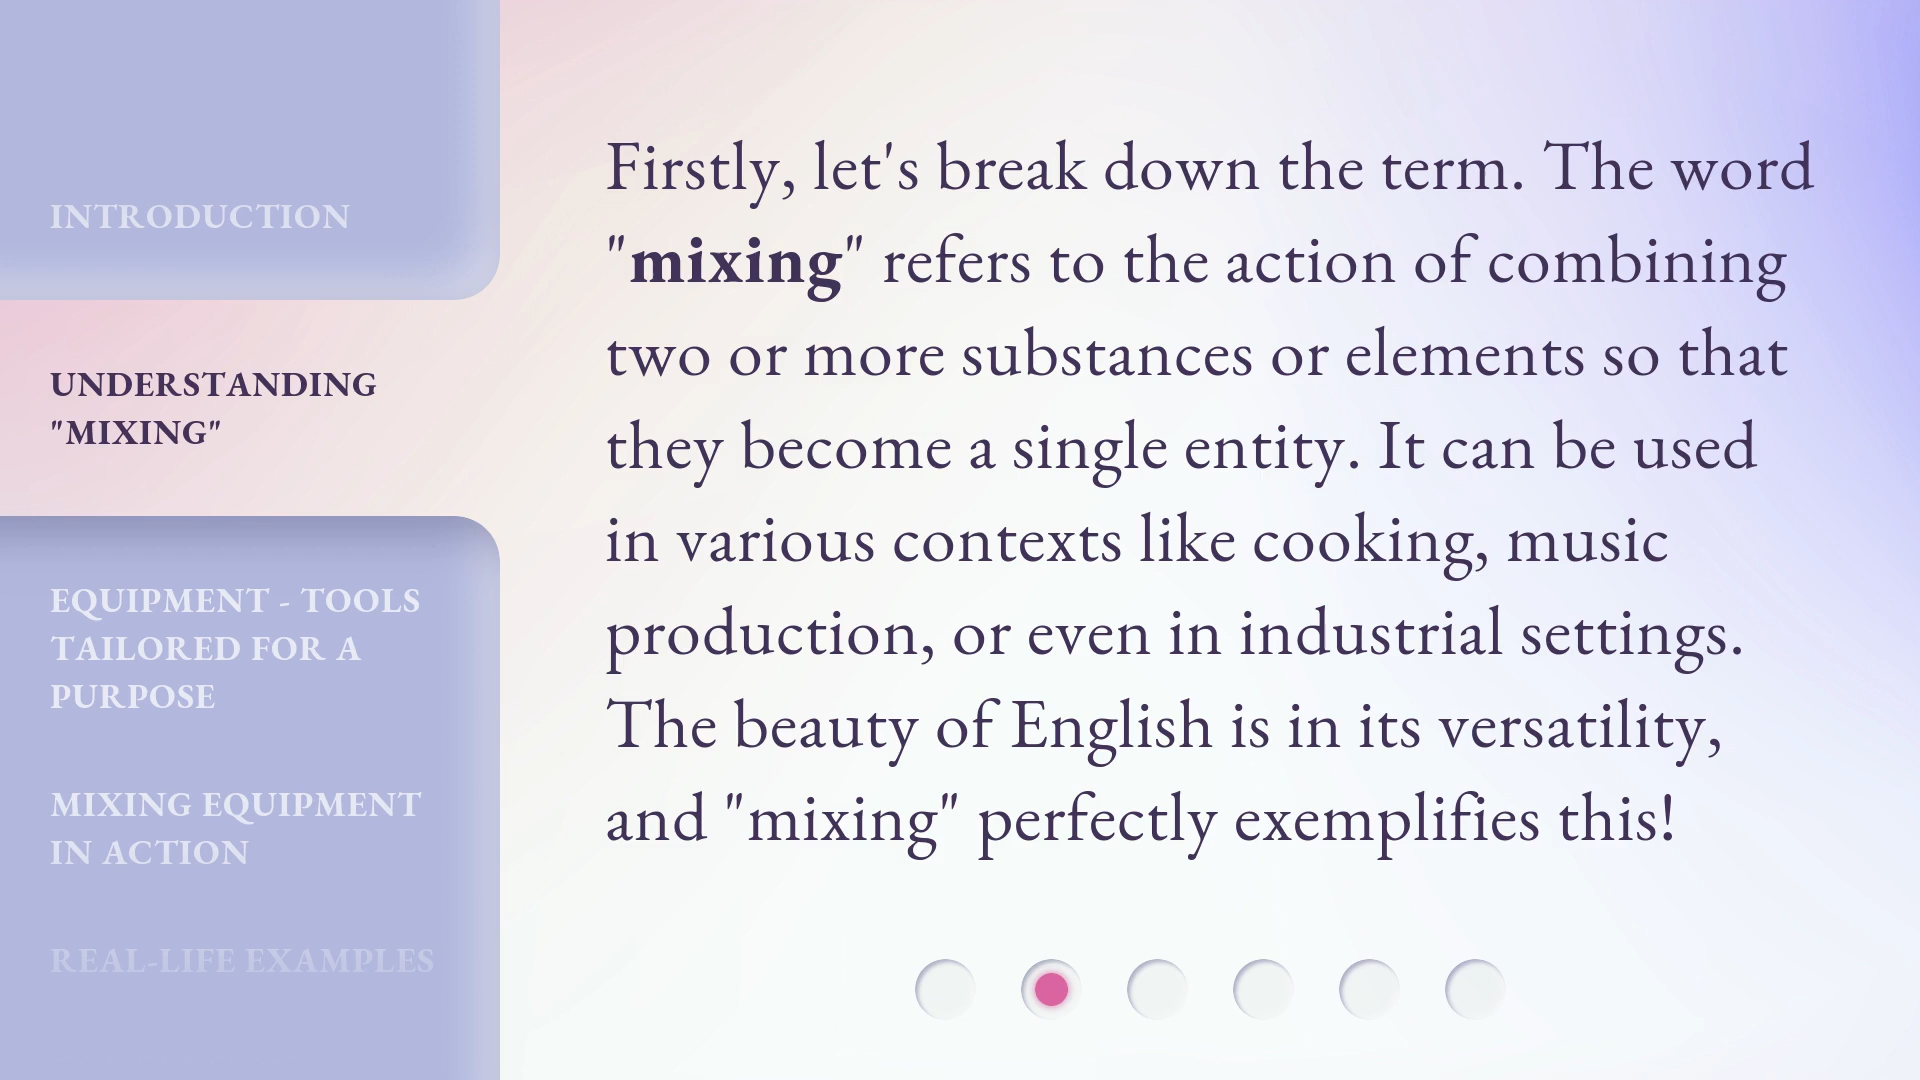 INTRODUCTION
UNDERSTANDING
"MIXING"
EQUIPMENT - TOOLS
TAILORED FOR A
PURPOSE
MIXING EQUIPMENT
IN ACTION
REAL-LIFE EXAMPLES
Firstly, let's break down the term. The word
"mixing" refers to the action of combining
two or more substances or elements so that
they become a single entity. It can be used
in various contexts like cooking, music
production, or even in industrial settings.
The beauty of English is in its versatility,
and "mixing" perfectly exemplifies this!